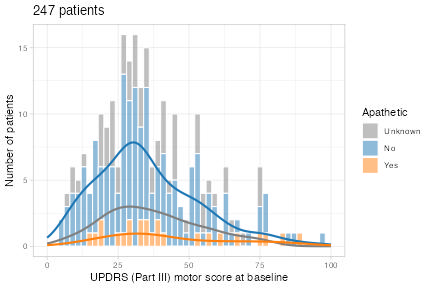 247 patients
Number of patients
15
10
5
0
0
25
50
75
100
UPDRS (Part III) motor score at baseline
Apathetic
Unknown
No
Yes